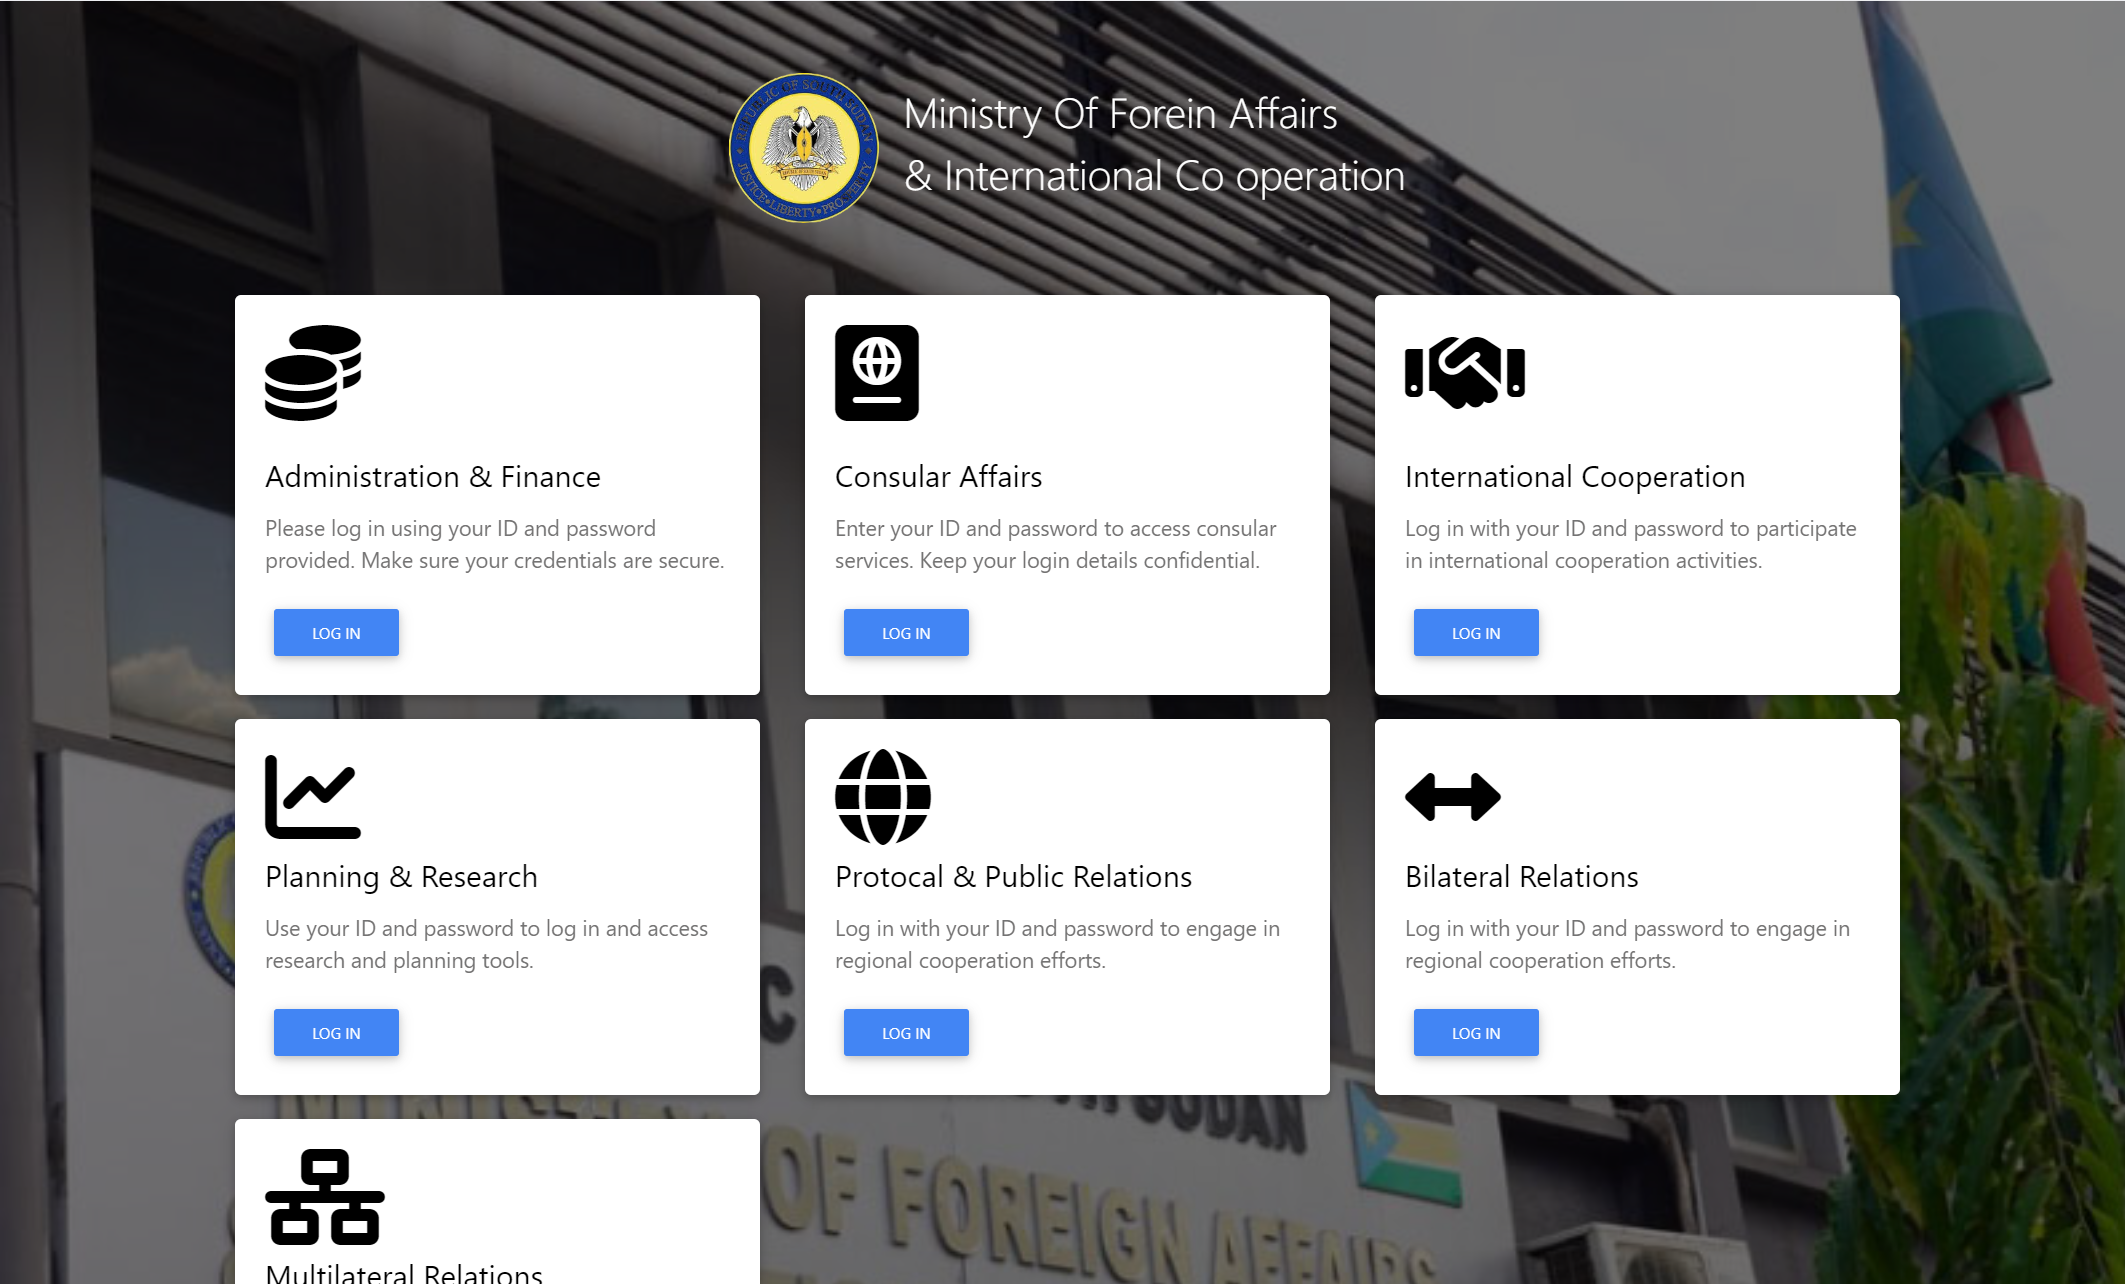 REPUBLIC OF SOUTH SUDAN
JUSTICE • LIBERTY • PROSPERITY
Ministry Of Forein Affairs
& International Co operation
Administration & Finance
Please log in using your ID and password
provided. Make sure your credentials are secure.
LOG IN
Consular Affairs
Enter your ID and password to access consular
services. Keep your login details confidential.
LOG IN
International Cooperation
Log in with your ID and password to participate
in international cooperation activities.
LOG IN
Planning & Research
Use your ID and password to log in and access
research and planning tools.
LOG IN
Protocal & Public Relations
Log in with your ID and password to engage in
regional cooperation efforts.
LOG IN
Bilateral Relations
Log in with your ID and password to engage in
regional cooperation efforts.
LOG IN
Multilateral Relations
SUDAN
MINISTRY
OF FOREIGN AFFAIRS